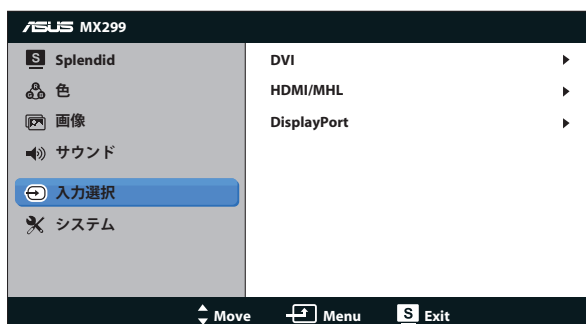 ASUS MX299
S Splendid
色
画像
サウンド
入力選択
システム
DVI
HDMI/MHL
DisplayPort
Move Menu S Exit